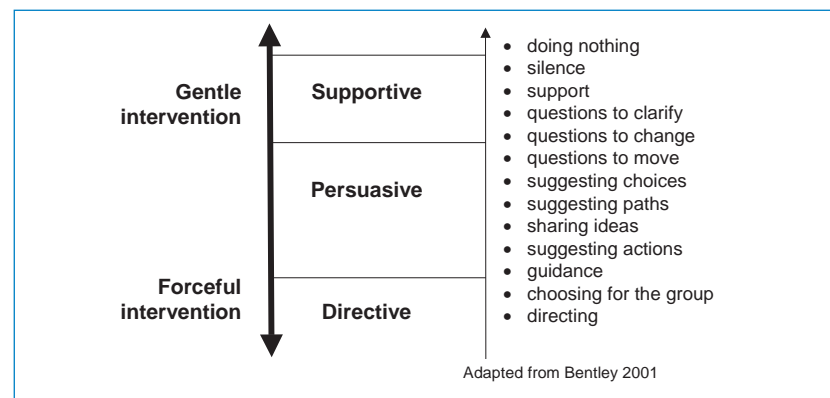 Gentle
intervention
Supportive
Persuasive
Forceful
intervention
Directive
• doing nothing
• silence
• support
• questions to clarify
• questions to change
• questions to move
• suggesting choices
• suggesting paths
• sharing ideas
• suggesting actions
• guidance
• choosing for the group
• directing
Adapted from Bentley 2001